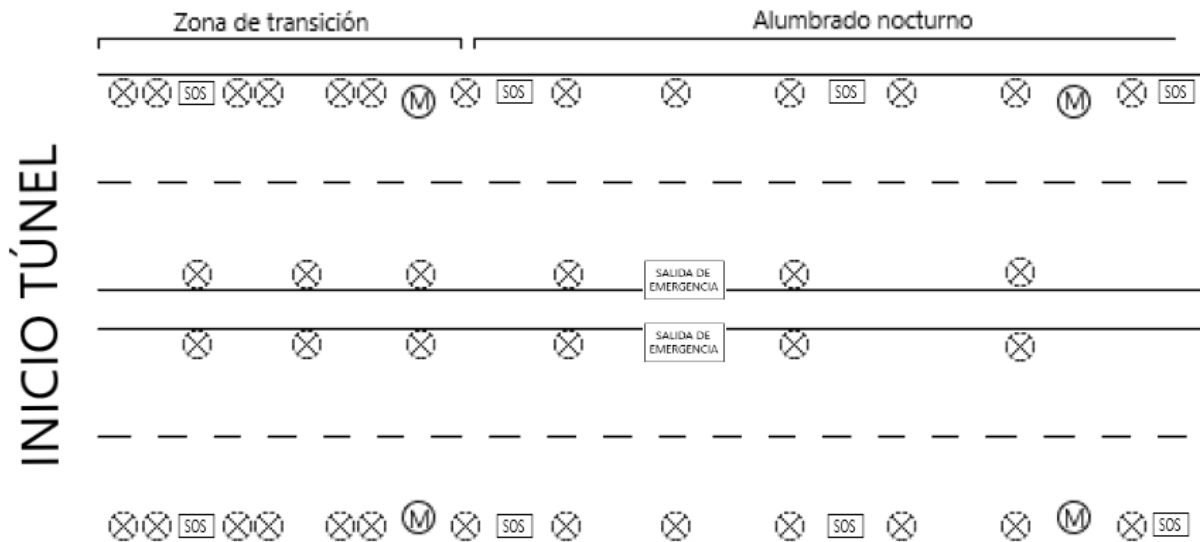 Zona de transición
Alumbrado nocturno
SOS M SOS SOS M SOS
INICIO TÚNEL
SALIDA DE
EMERGENCIA
SALIDA DE
EMERGENCIA
SOS M SOS SOS M SOS